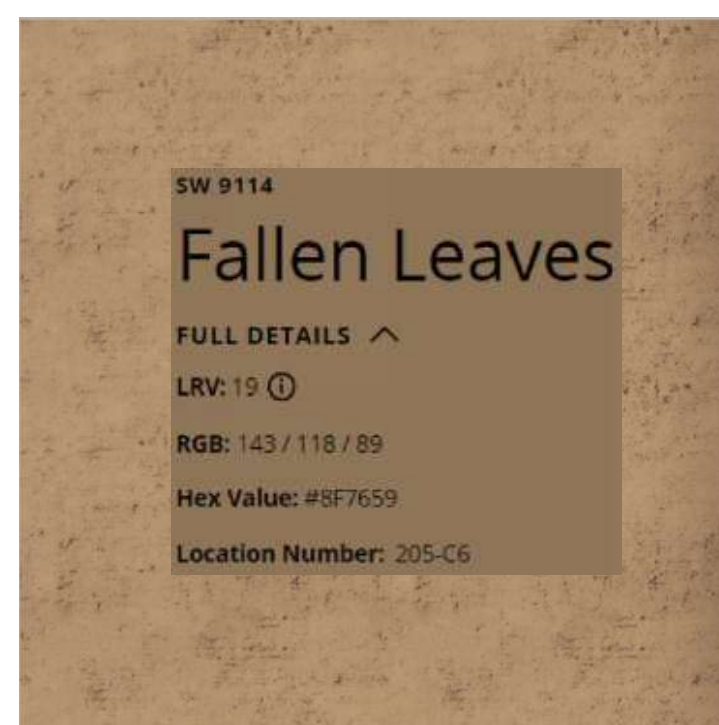 SW 9114
Fallen Leaves
FULL DETAILS
LRV: 19
RGB: 143 / 118 / 89
Hex Value: #8F7659
Location Number: 205-C6